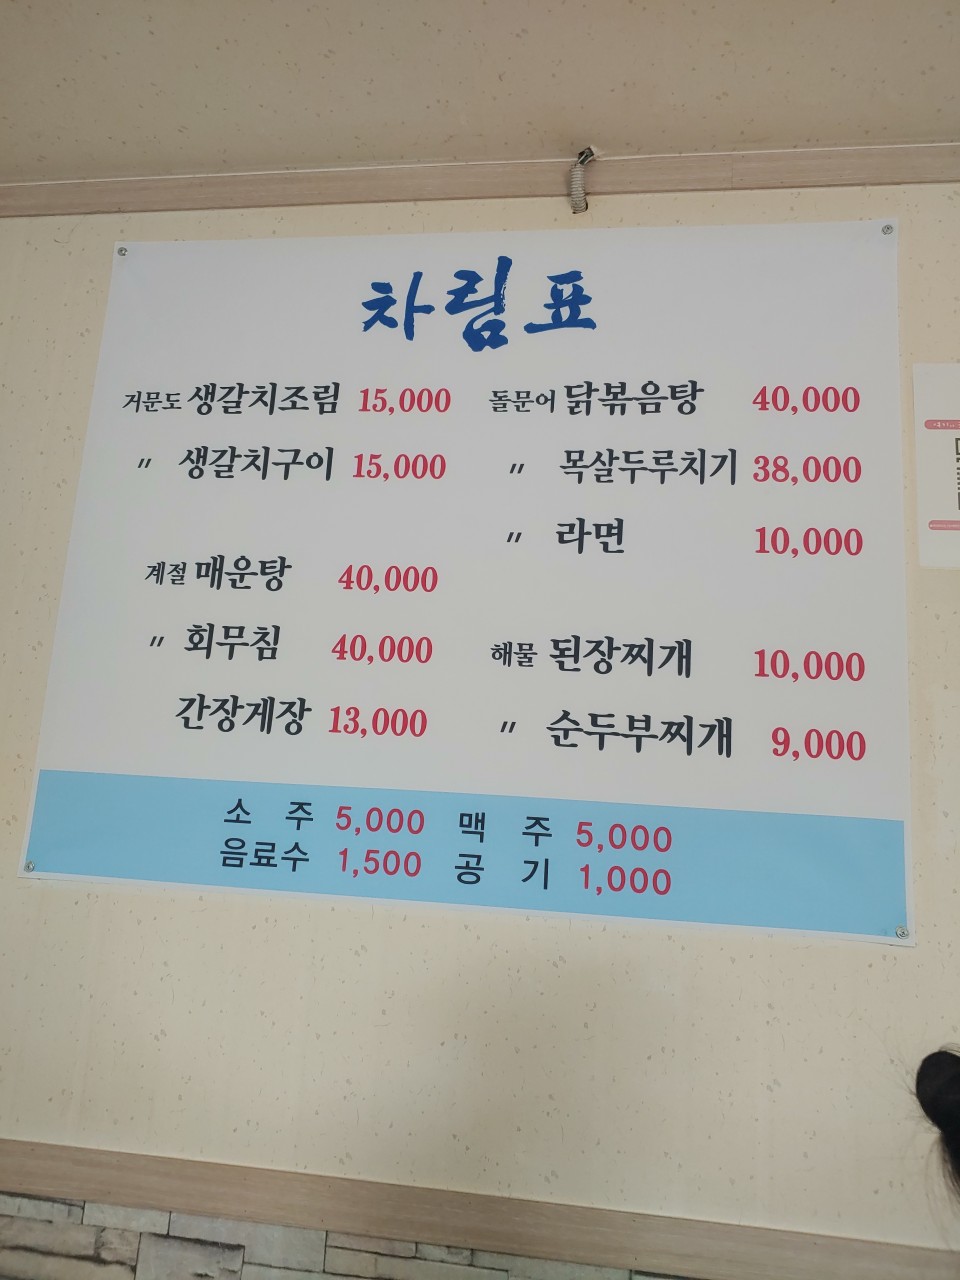 차림표
거문도 생갈치조림 15,000
〃 생갈치구이 15,000
계절 매운탕 40,000
〃 회무침 40,000
간장게장 13,000
돌문어 닭볶음탕 40,000
〃 목살두루치기 38,000
〃 라면 10,000
해물 된장찌개 10,000
〃 순두부찌개 9,000
소 주 5,000 맥 주 5,000
음료수 1,500 공 기 1,000